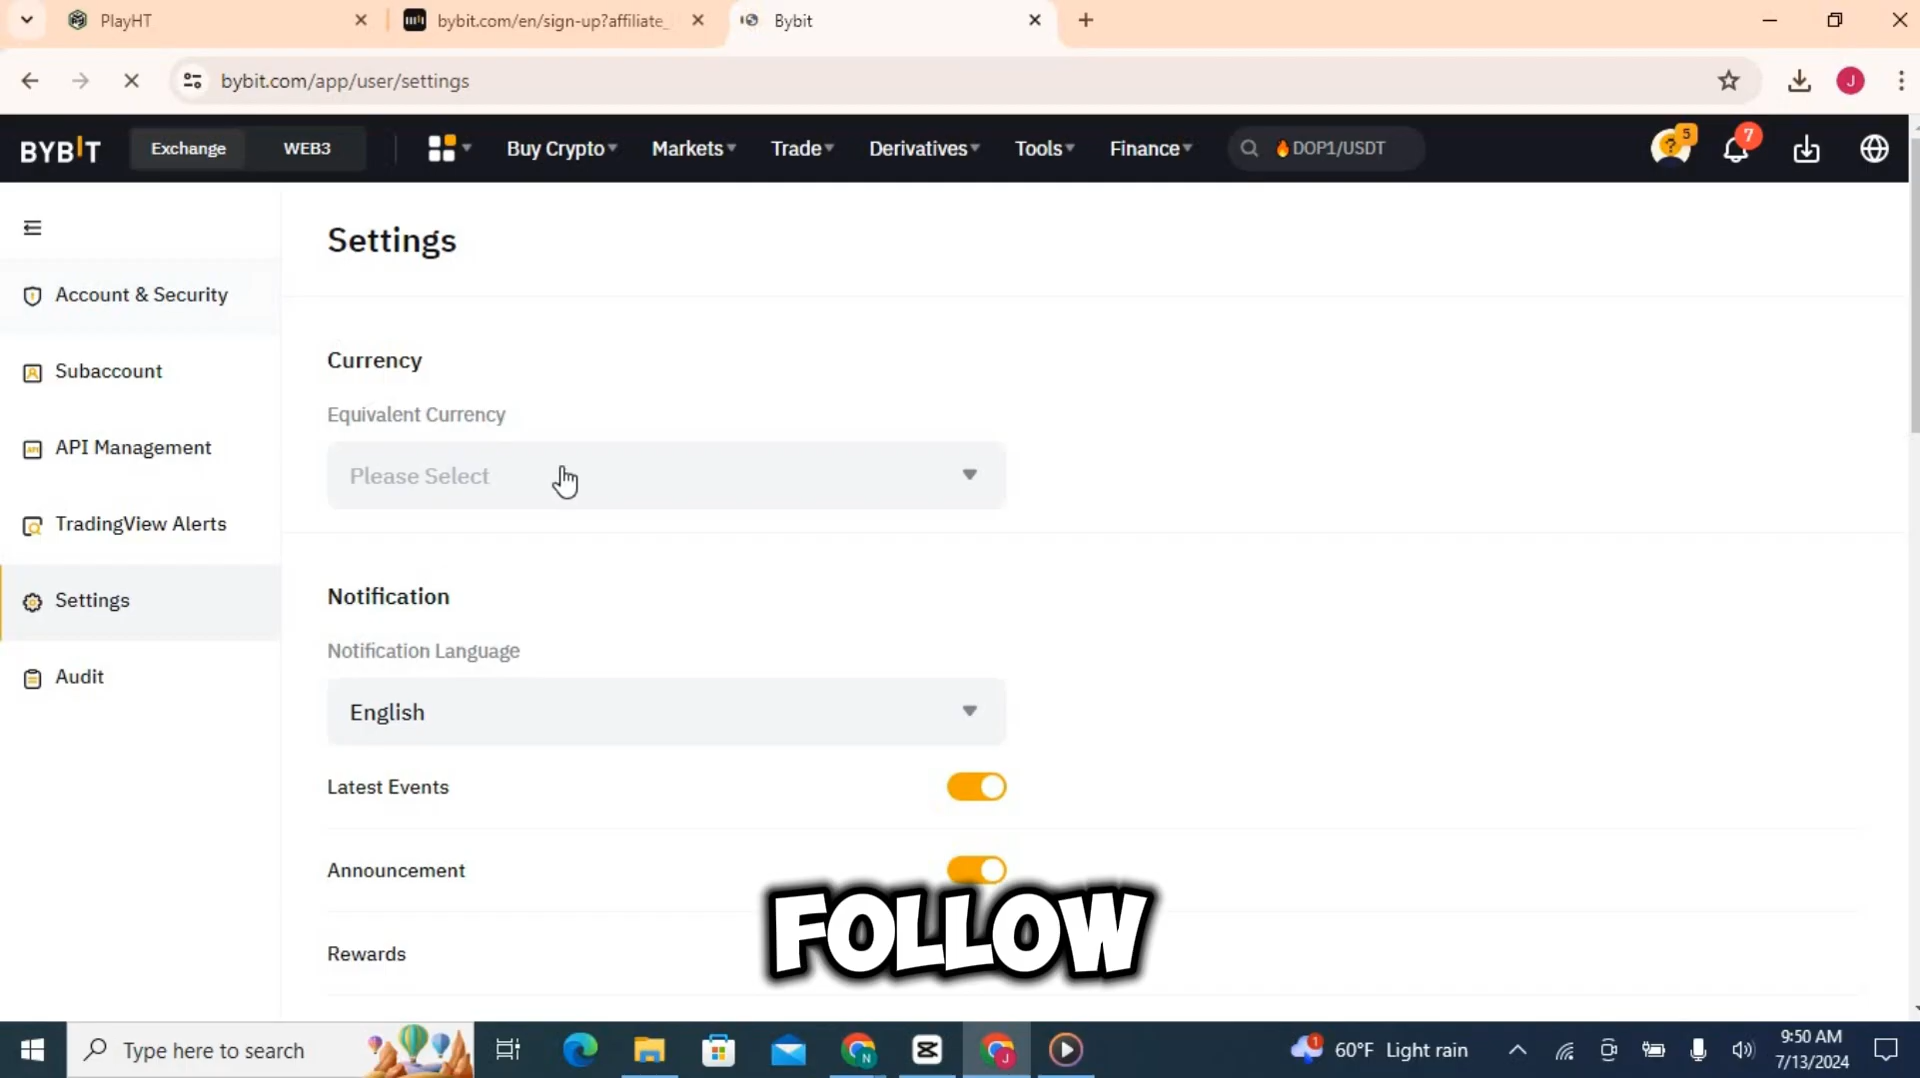 PlayHT
bybit.com/en/sign-up?affiliate_
Bybit
bybit.com/app/user/settings
J
BYBIT
Exchange
WEB3
Buy Crypto
Markets
Trade
Derivatives
Tools
Finance
DOP1/USDT
5
7
Settings
Account & Security
Subaccount
API Management
TradingView Alerts
Settings
Audit
Currency
Equivalent Currency
Please Select
Notification
Notification Language
English
Latest Events
Announcement
Rewards
FOLLOW
Type here to search
N
J
1
60°F Light rain
9:50 AM
7/13/2024